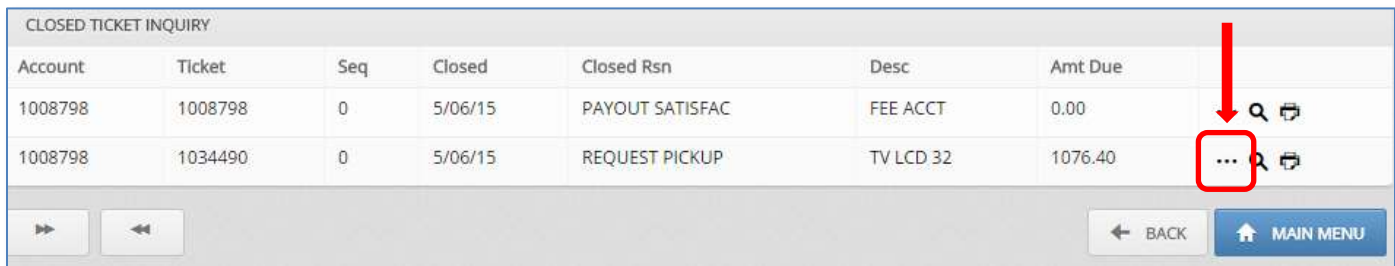 CLOSED TICKET INQUIRY
Account Ticket Seq Closed Closed Rsn Desc Amt Due
1008798 1008798 0 5/06/15 PAYOUT SATISFAC FEE ACCT 0.00
1008798 1034490 0 5/06/15 REQUEST PICKUP TV LCD 32 1076.40 ...
BACK MAIN MENU